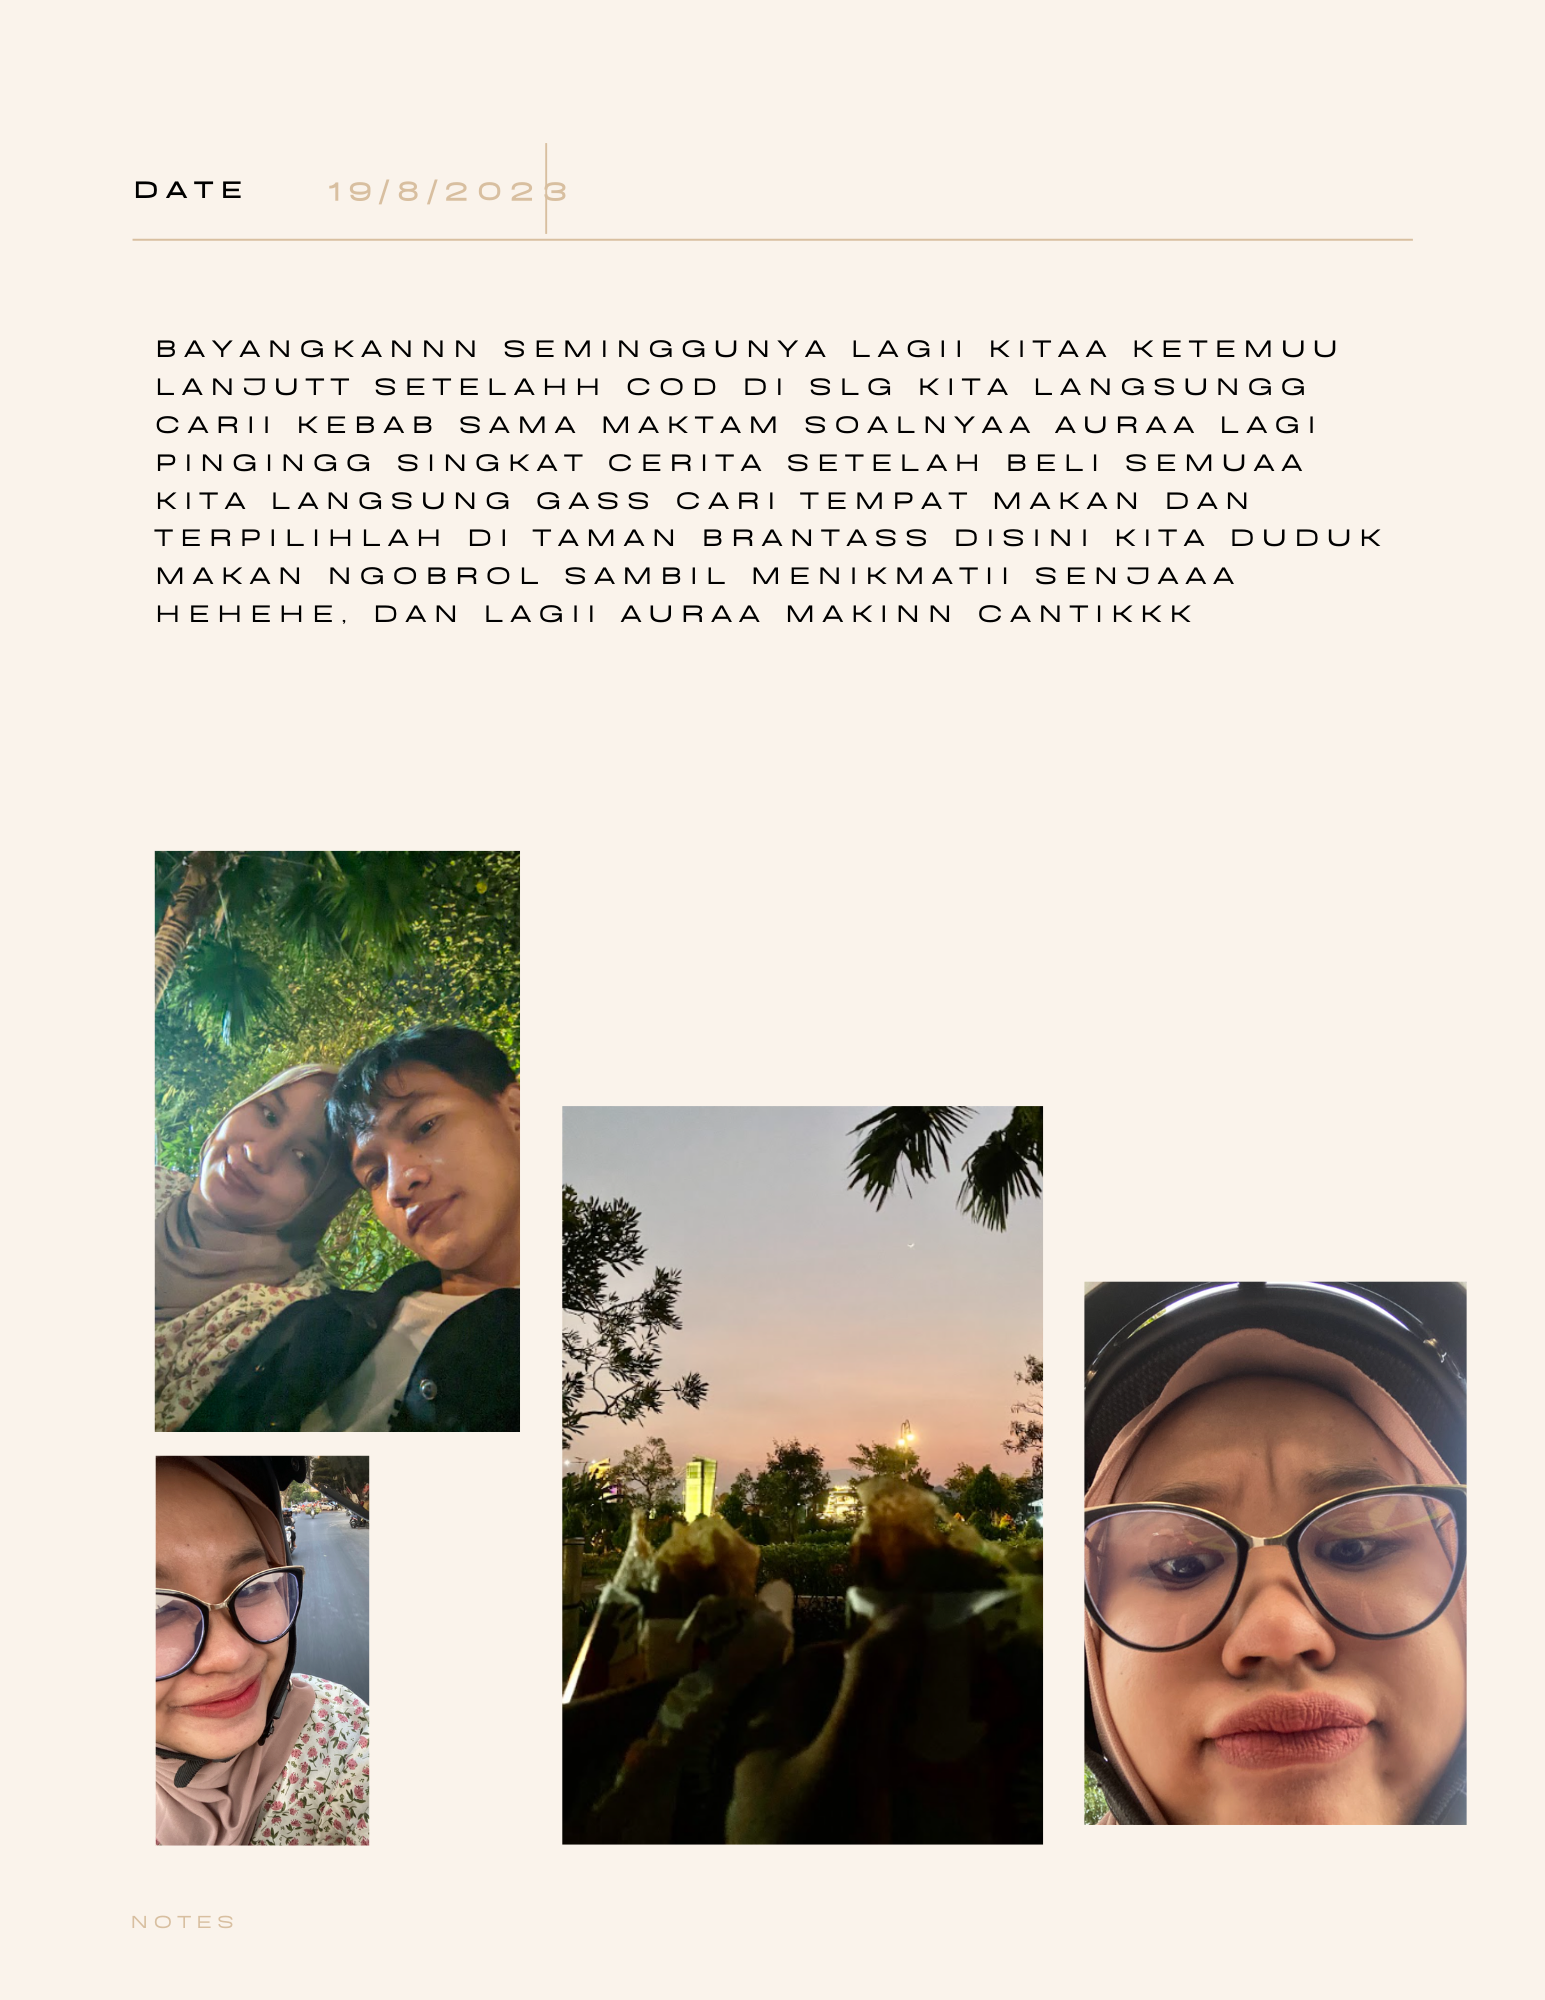 DATE 19/8/2023
BAYANGKANNN SEMINGGUNYA LAGII KITAA KETEMUU
LANJUTT SETELAHH COD DI SLG KITA LANGSUNGG
CARII KEBAB SAMA MAKTAM SOALNYAA AURAA LAGI
PINGINGG SINGKAT CERITA SETELAH BELI SEMUAA
KITA LANGSUNG GASS CARI TEMPAT MAKAN DAN
TERPILIHLAH DI TAMAN BRANTASS DISINI KITA DUDUK
MAKAN NGOBROL SAMBIL MENIKMATII SENJAAA
HEHEHE, DAN LAGII AURAA MAKINN CANTIKKK
NOTES